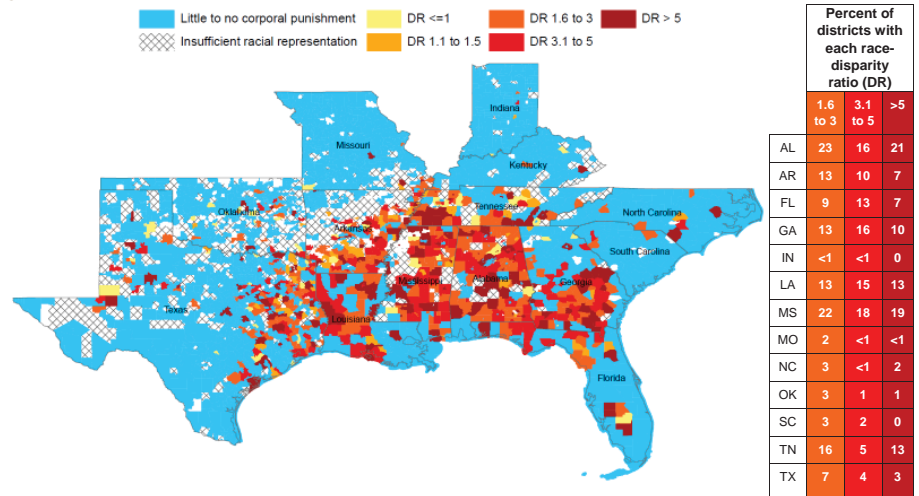 Little to no corporal punishment
DR <=1
DR 1.6 to 3
DR > 5
Insufficient racial representation
DR 1.1 to 1.5
DR 3.1 to 5
Indiana
Missouri
Kentucky
Oklahoma
Tennessee
North Carolina
Arkansas
South Carolina
Mississippi
Alabama
Georgia
Texas
Louisiana
Florida
Percent of
districts with
each race-
disparity
ratio (DR)
1.6 to 3
3.1 to 5
>5
AL 23 16 21
AR 13 10 7
FL 9 13 7
GA 13 16 10
IN <1 <1 0
LA 13 15 13
MS 22 18 19
MO 2 <1 <1
NC 3 <1 2
OK 3 1 1
SC 3 2 0
TN 16 5 13
TX 7 4 3